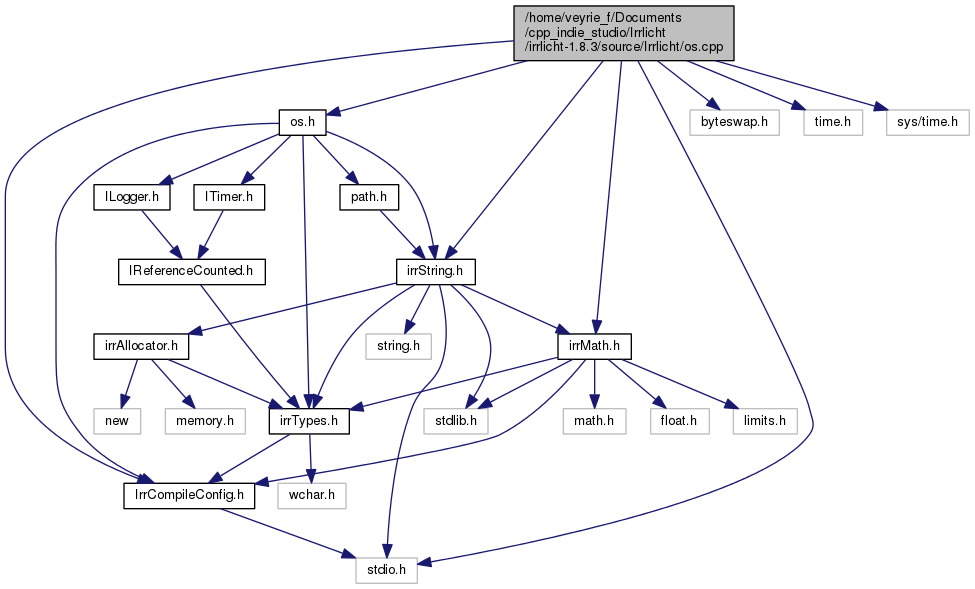 /home/veyrie_f/Documents
/cpp_indie_studio/Irrlicht
/irrlicht-1.8.3/source/Irrlicht/os.cpp
os.h
byteswap.h
time.h
sys/time.h
ILogger.h
ITimer.h
path.h
IReferenceCounted.h
irrString.h
irrAllocator.h
string.h
irrMath.h
new
memory.h
irrTypes.h
stdlib.h
math.h
float.h
limits.h
IrrCompileConfig.h
wchar.h
stdio.h